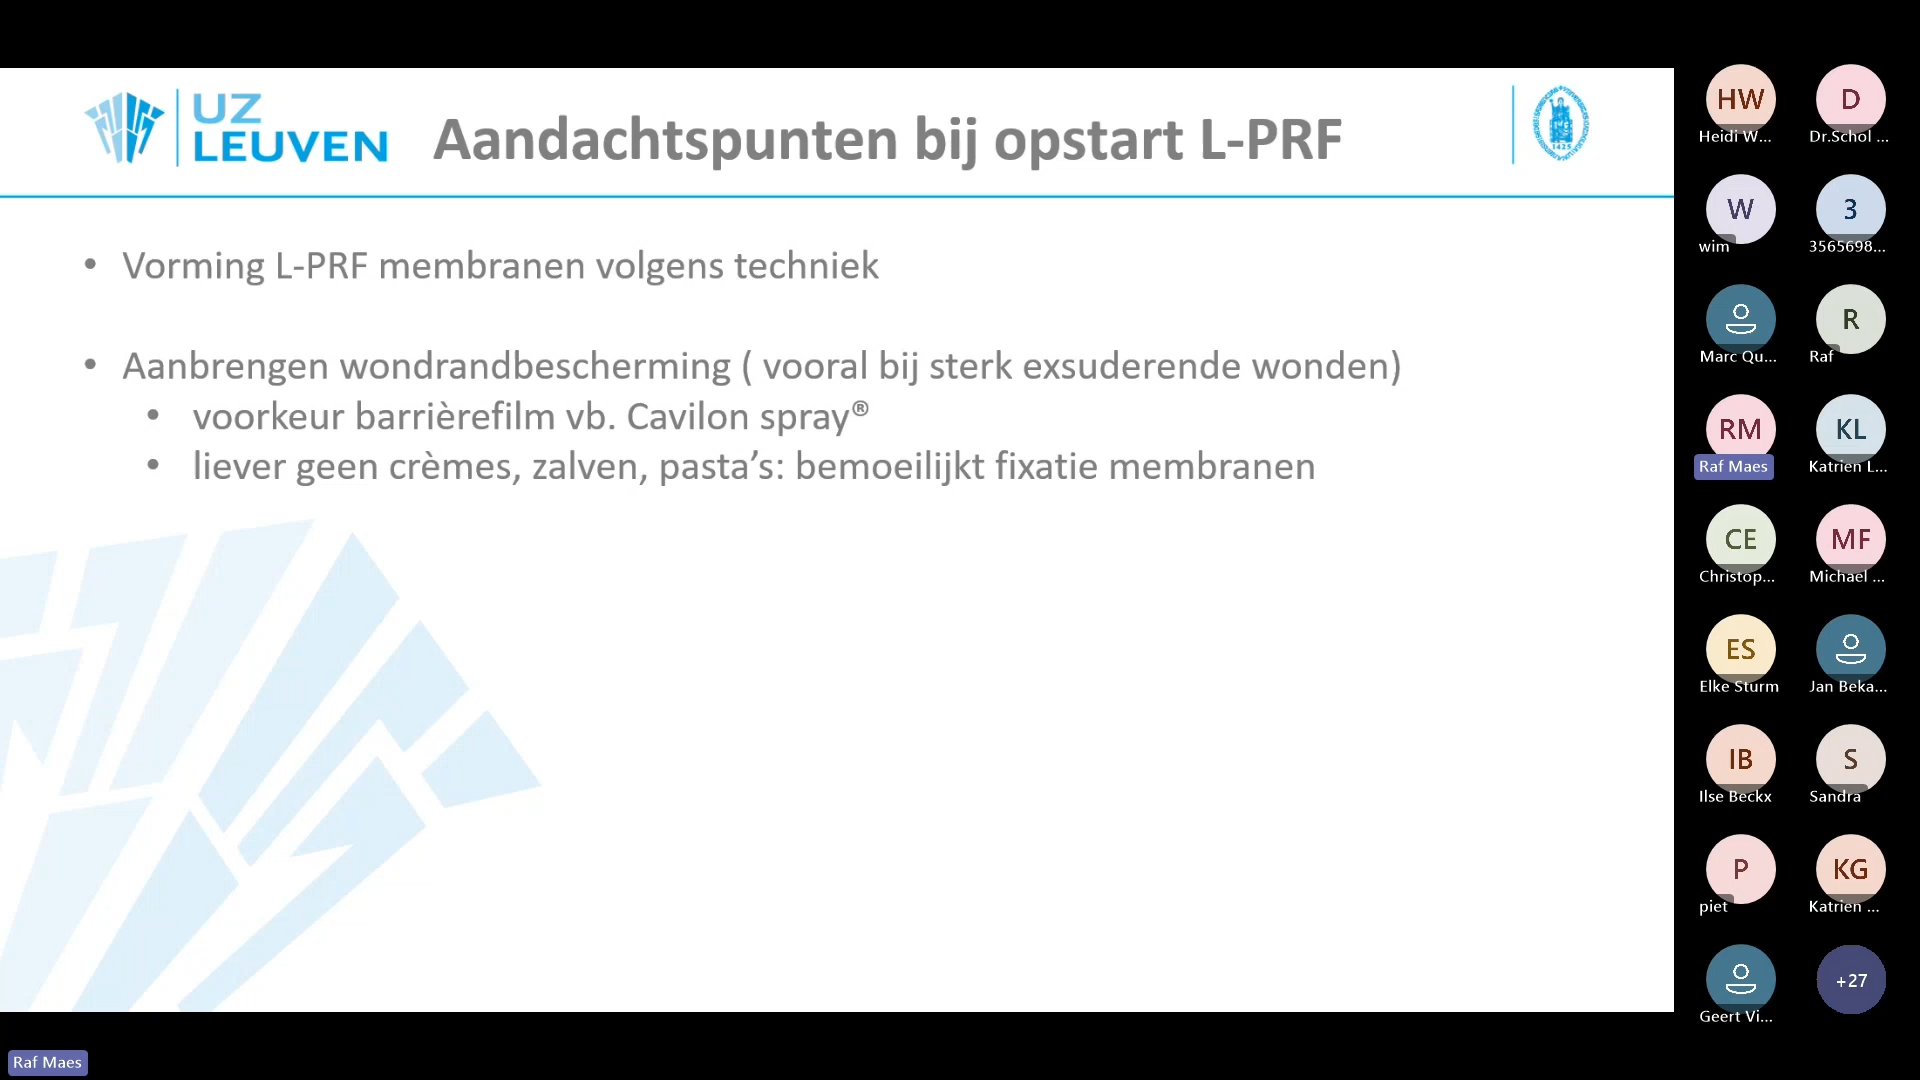 UZ
LEUVEN
Aandachtspunten bij opstart L-PRF
1425
• Vorming L-PRF membranen volgens techniek
• Aanbrengen wondrandbescherming ( vooral bij sterk exsuderende wonden)
• voorkeur barrièrefilm vb. Cavilon spray®
• liever geen crèmes, zalven, pasta’s: bemoeilijkt fixatie membranen
HW
D
Heidi W...
Dr.Schol ...
W
3
wim
3565698...
R
Marc Qu...
Raf
RM
KL
Raf Maes
Katrien L...
CE
MF
Christop...
Michael ...
ES
Elke Sturm
Jan Beka...
IB
S
Ilse Beckx
Sandra
P
KG
piet
Katrien ...
+27
Geert Vi...
Raf Maes